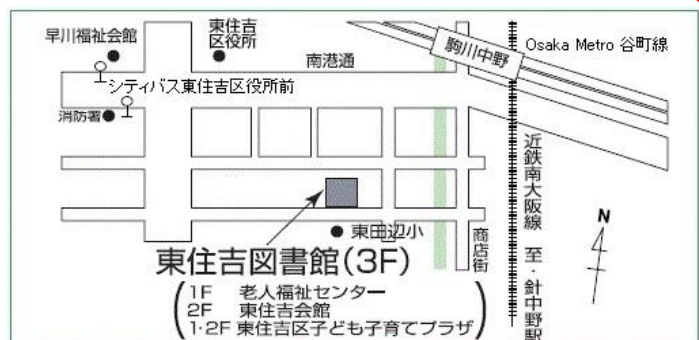 早川福祉会館
東住吉
区役所
南港通
駒川中野
Osaka Metro 谷町線
シティバス東住吉区役所前
消防署
近鉄南大阪線 至・針中野駅
N
東田辺小
商店街
東住吉図書館(3F)
1F 老人福祉センター
2F 東住吉会館
1・2F 東住吉区子ども子育てプラザ